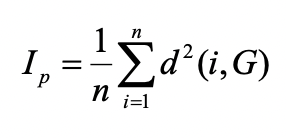 I_p = \frac{1}{n} \sum_{i=1}^{n} d^2(i, G)